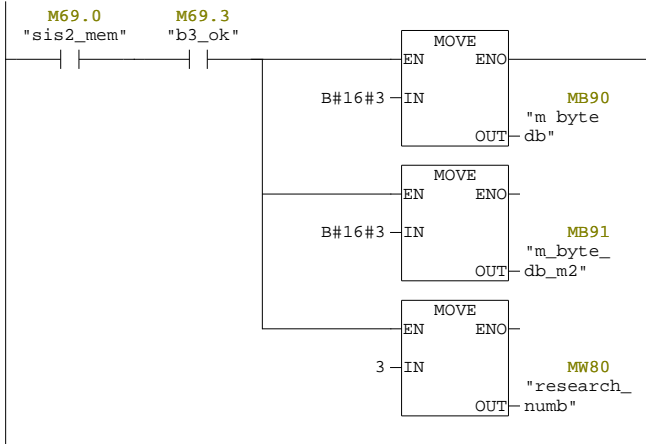 M69.0 M69.3
"sis2_mem" "b3_ok"
MOVE
EN ENO
B#16#3 IN MB90
"m byte
OUT db"
MOVE
EN ENO
B#16#3 IN MB91
"m_byte_
OUT db_m2"
MOVE
EN ENO
3 IN MW80
"research_
OUT numb"